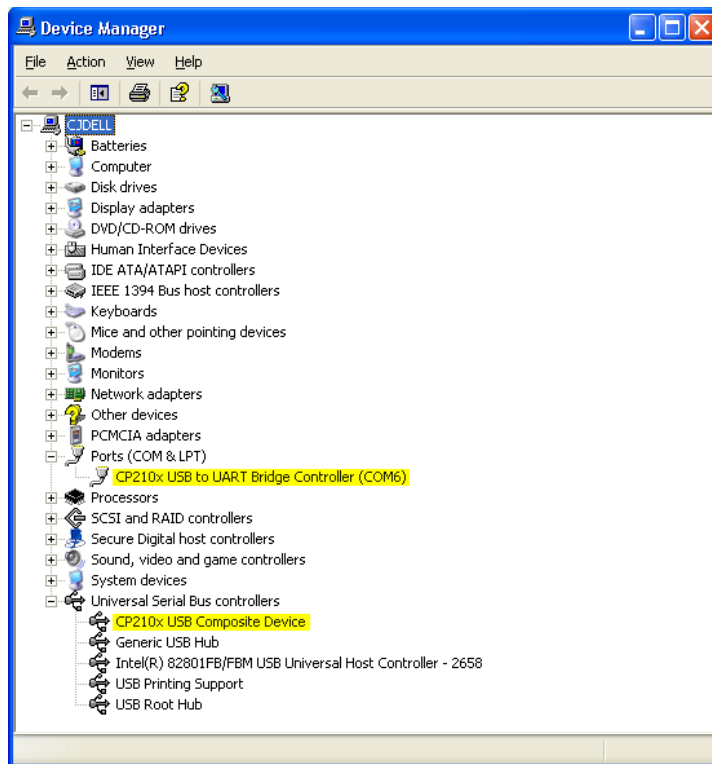 Device Manager
File Action View Help
CJDELL
Batteries
Computer
Disk drives
Display adapters
DVD/CD-ROM drives
Human Interface Devices
IDE ATA/ATAPI controllers
IEEE 1394 Bus host controllers
Keyboards
Mice and other pointing devices
Modems
Monitors
Network adapters
Other devices
PCMCIA adapters
Ports (COM & LPT)
CP210x USB to UART Bridge Controller (COM6)
Processors
SCSI and RAID controllers
Secure Digital host controllers
Sound, video and game controllers
System devices
Universal Serial Bus controllers
CP210x USB Composite Device
Generic USB Hub
Intel(R) 82801FB/FBM USB Universal Host Controller - 2658
USB Printing Support
USB Root Hub